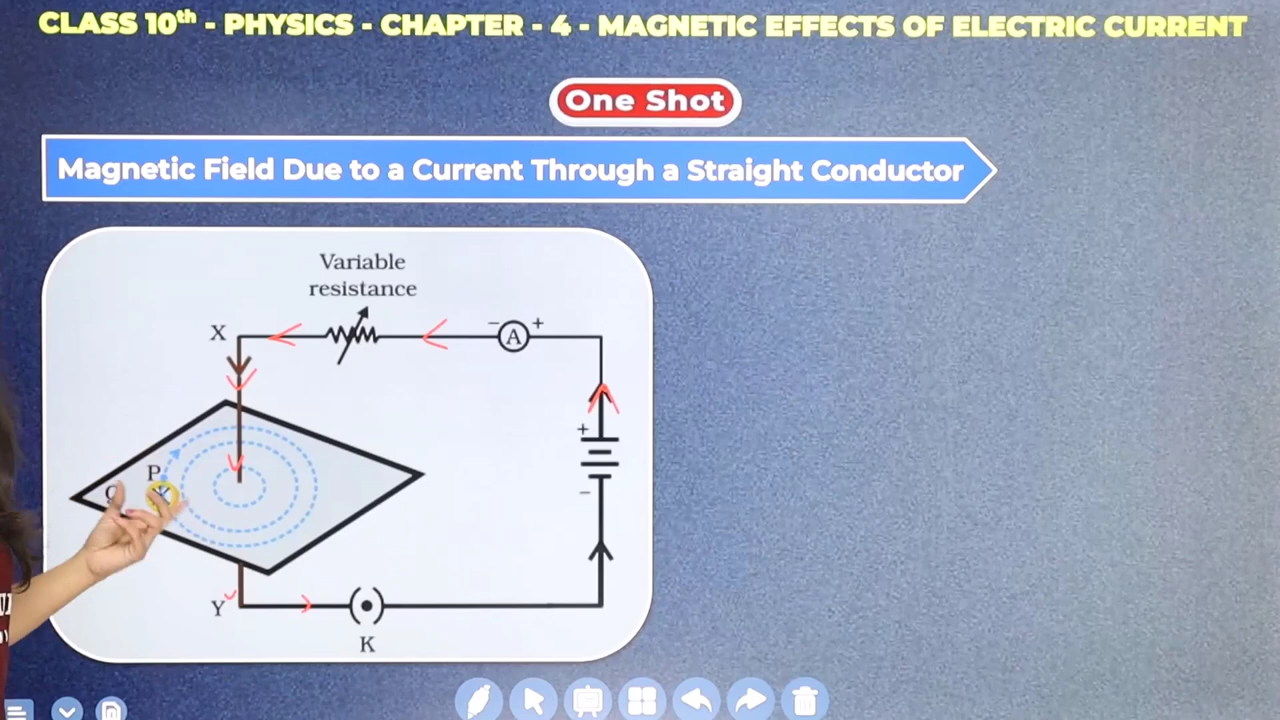 CLASS 10th - PHYSICS - CHAPTER - 4 - MAGNETIC EFFECTS OF ELECTRIC CURRENT
One Shot
Magnetic Field Due to a Current Through a Straight Conductor
Variable
resistance
X
− A +
+
P
−
Y
K